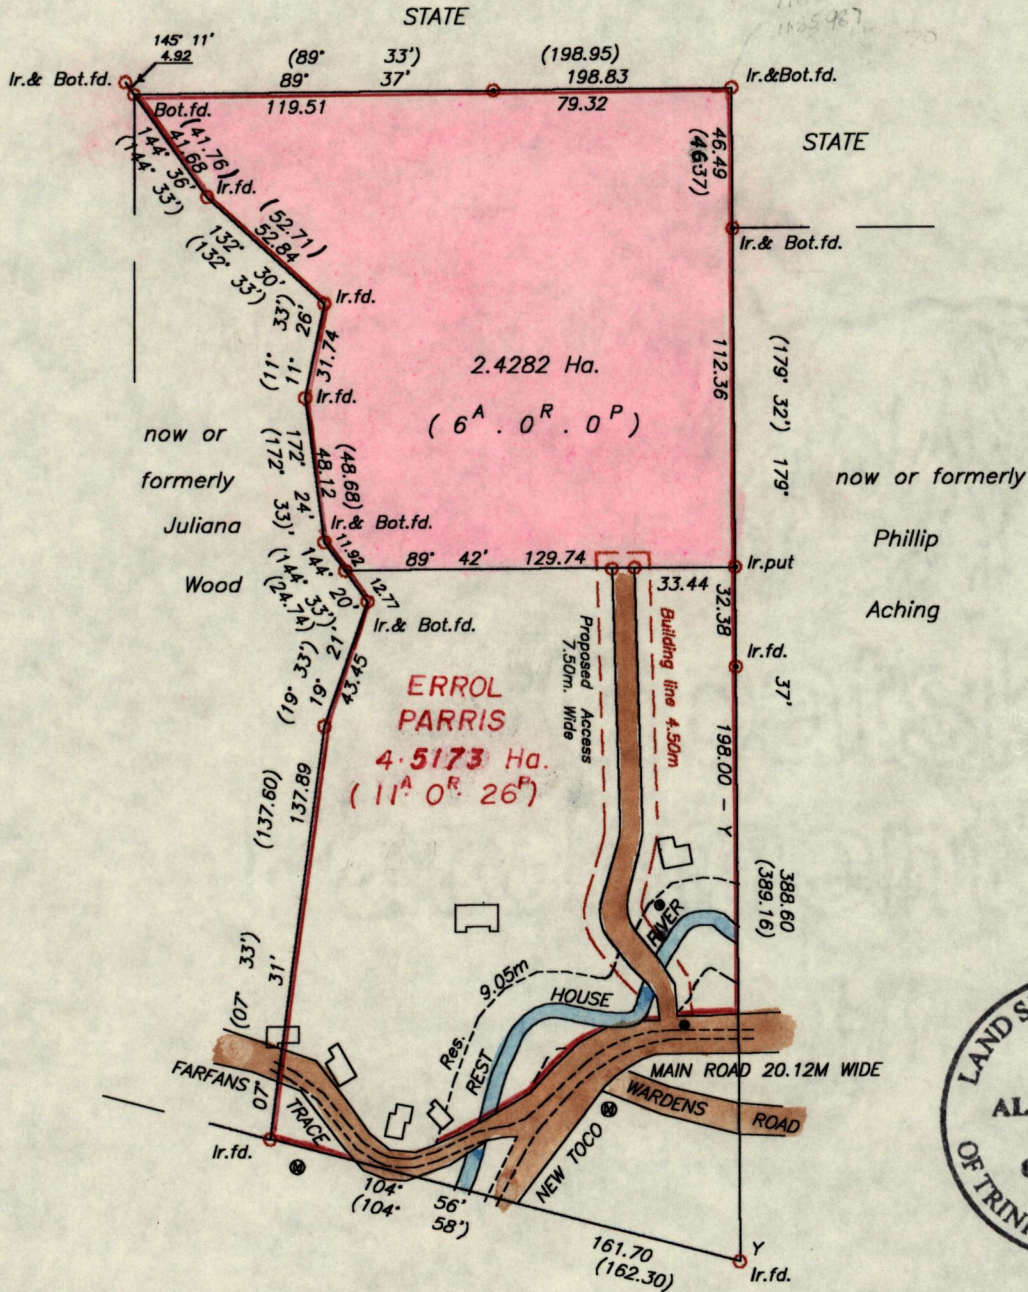 STATE
145° 11'
4.92
(89° 33')
(198.95)
Ir.& Bot.fd.
89° 37'
198.83
Ir.&Bot.fd.
Bot.fd.
119.51
79.32
STATE
(41.76)
41.68
144° 36'
(144° 33')
Ir.fd.
46.49
(46.37)
Ir.& Bot.fd.
(52.71)
52.84
132° 30'
(132° 33')
Ir.fd.
11° 26'
(11° 33')
31.74
Ir.fd.
2.4282 Ha.
( 6A . 0R . 0P )
112.36
(179° 32') 179° 37'
now or
formerly
Juliana
Wood
172° 24'
(172° 33)'
(48.68)
48.12
Ir.& Bot.fd.
now or formerly
Phillip
Aching
11.92
144° 20'
(144° 33')
(24.74)
12.77
89° 42'
129.74
33.44
Ir.put
Ir.& Bot.fd.
32.38
Ir.fd.
Proposed Access
7.50m. Wide
Building line 4.50m
19° 21'
(19° 33')
43.45
ERROL
PARRIS
4.5173 Ha.
( 11A. 0R. 26P)
198.00 - Y
137.89
(137.60)
388.60
(389.16)
07° 31'
(07° 33')
9.05m
Res.
REST
HOUSE
RIVER
FARFANS
TRACE
MAIN ROAD 20.12M WIDE
WARDENS
ROAD
NEW TOCO
Ir.fd.
104° 56'
(104° 58')
161.70
(162.30)
Y
Ir.fd.
LAND S
AL
OF TRIN